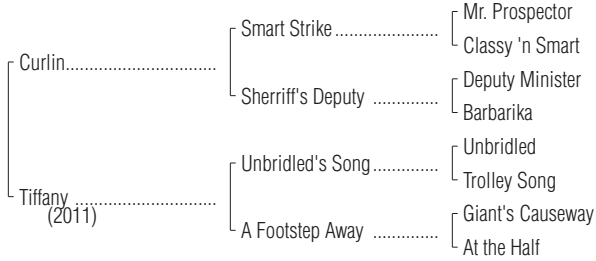 Mr. Prospector
Smart Strike ......................
Classy 'n Smart
Curlin................................
Deputy Minister
Sherriff's Deputy ..............
Barbarika
Unbridled
Unbridled's Song..............
Trolley Song
Tiffany ..............................
(2011)
Giant's Causeway
A Footstep Away ..............
At the Half